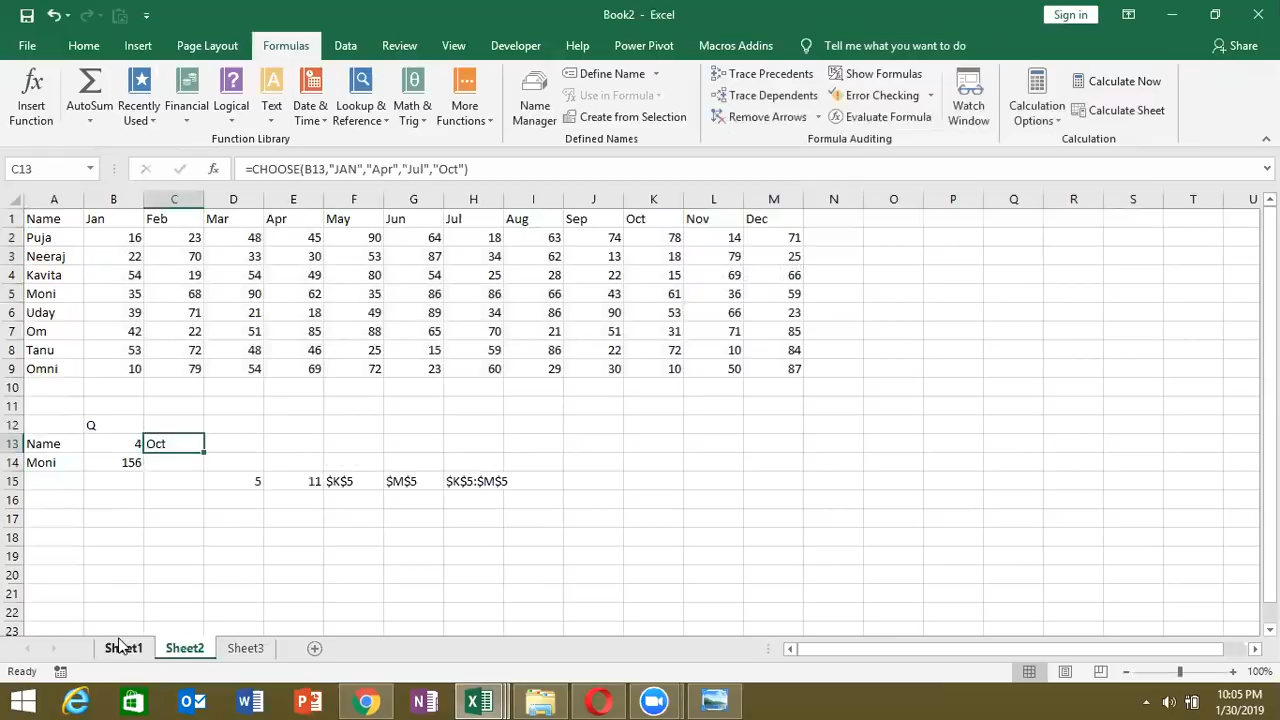 Book2 - Excel
Sign in
File Home Insert Page Layout Formulas Data Review View Developer Help Power Pivot Macros Addins Tell me what you want to do Share
Insert Function
AutoSum
Recently Used
Financial
Logical
Text
Date & Time
Lookup & Reference
Math & Trig
More Functions
Function Library
Name Manager
Define Name
Use in Formula
Create from Selection
Defined Names
Trace Precedents
Trace Dependents
Remove Arrows
Show Formulas
Error Checking
Evaluate Formula
Formula Auditing
Watch Window
Calculation Options
Calculate Now
Calculate Sheet
Calculation
C13 fx =CHOOSE(B13,"JAN","Apr","Jul","Oct")
A B C D E F G H I J K L M N O P Q R S T U
1 Name Jan Feb Mar Apr May Jun Jul Aug Sep Oct Nov Dec
2 Puja 16 23 48 45 90 64 18 63 74 78 14 71
3 Neeraj 22 70 33 30 53 87 34 62 13 18 79 25
4 Kavita 54 19 54 49 80 54 25 28 22 15 69 66
5 Moni 35 68 90 62 35 86 86 66 43 61 36 59
6 Uday 39 71 21 18 49 89 34 86 90 53 66 23
7 Om 42 22 51 85 88 65 70 21 51 31 71 85
8 Tanu 53 72 48 46 25 15 59 86 22 72 10 84
9 Omni 10 79 54 69 72 23 60 29 30 10 50 87
10
11
12 Q
13 Name 4 Oct
14 Moni 156
15 5 11 $K$5 $M$5 $K$5:$M$5
16
17
18
19
20
21
22
23
Sheet1 Sheet2 Sheet3
Ready 100%
10:05 PM
1/30/2019